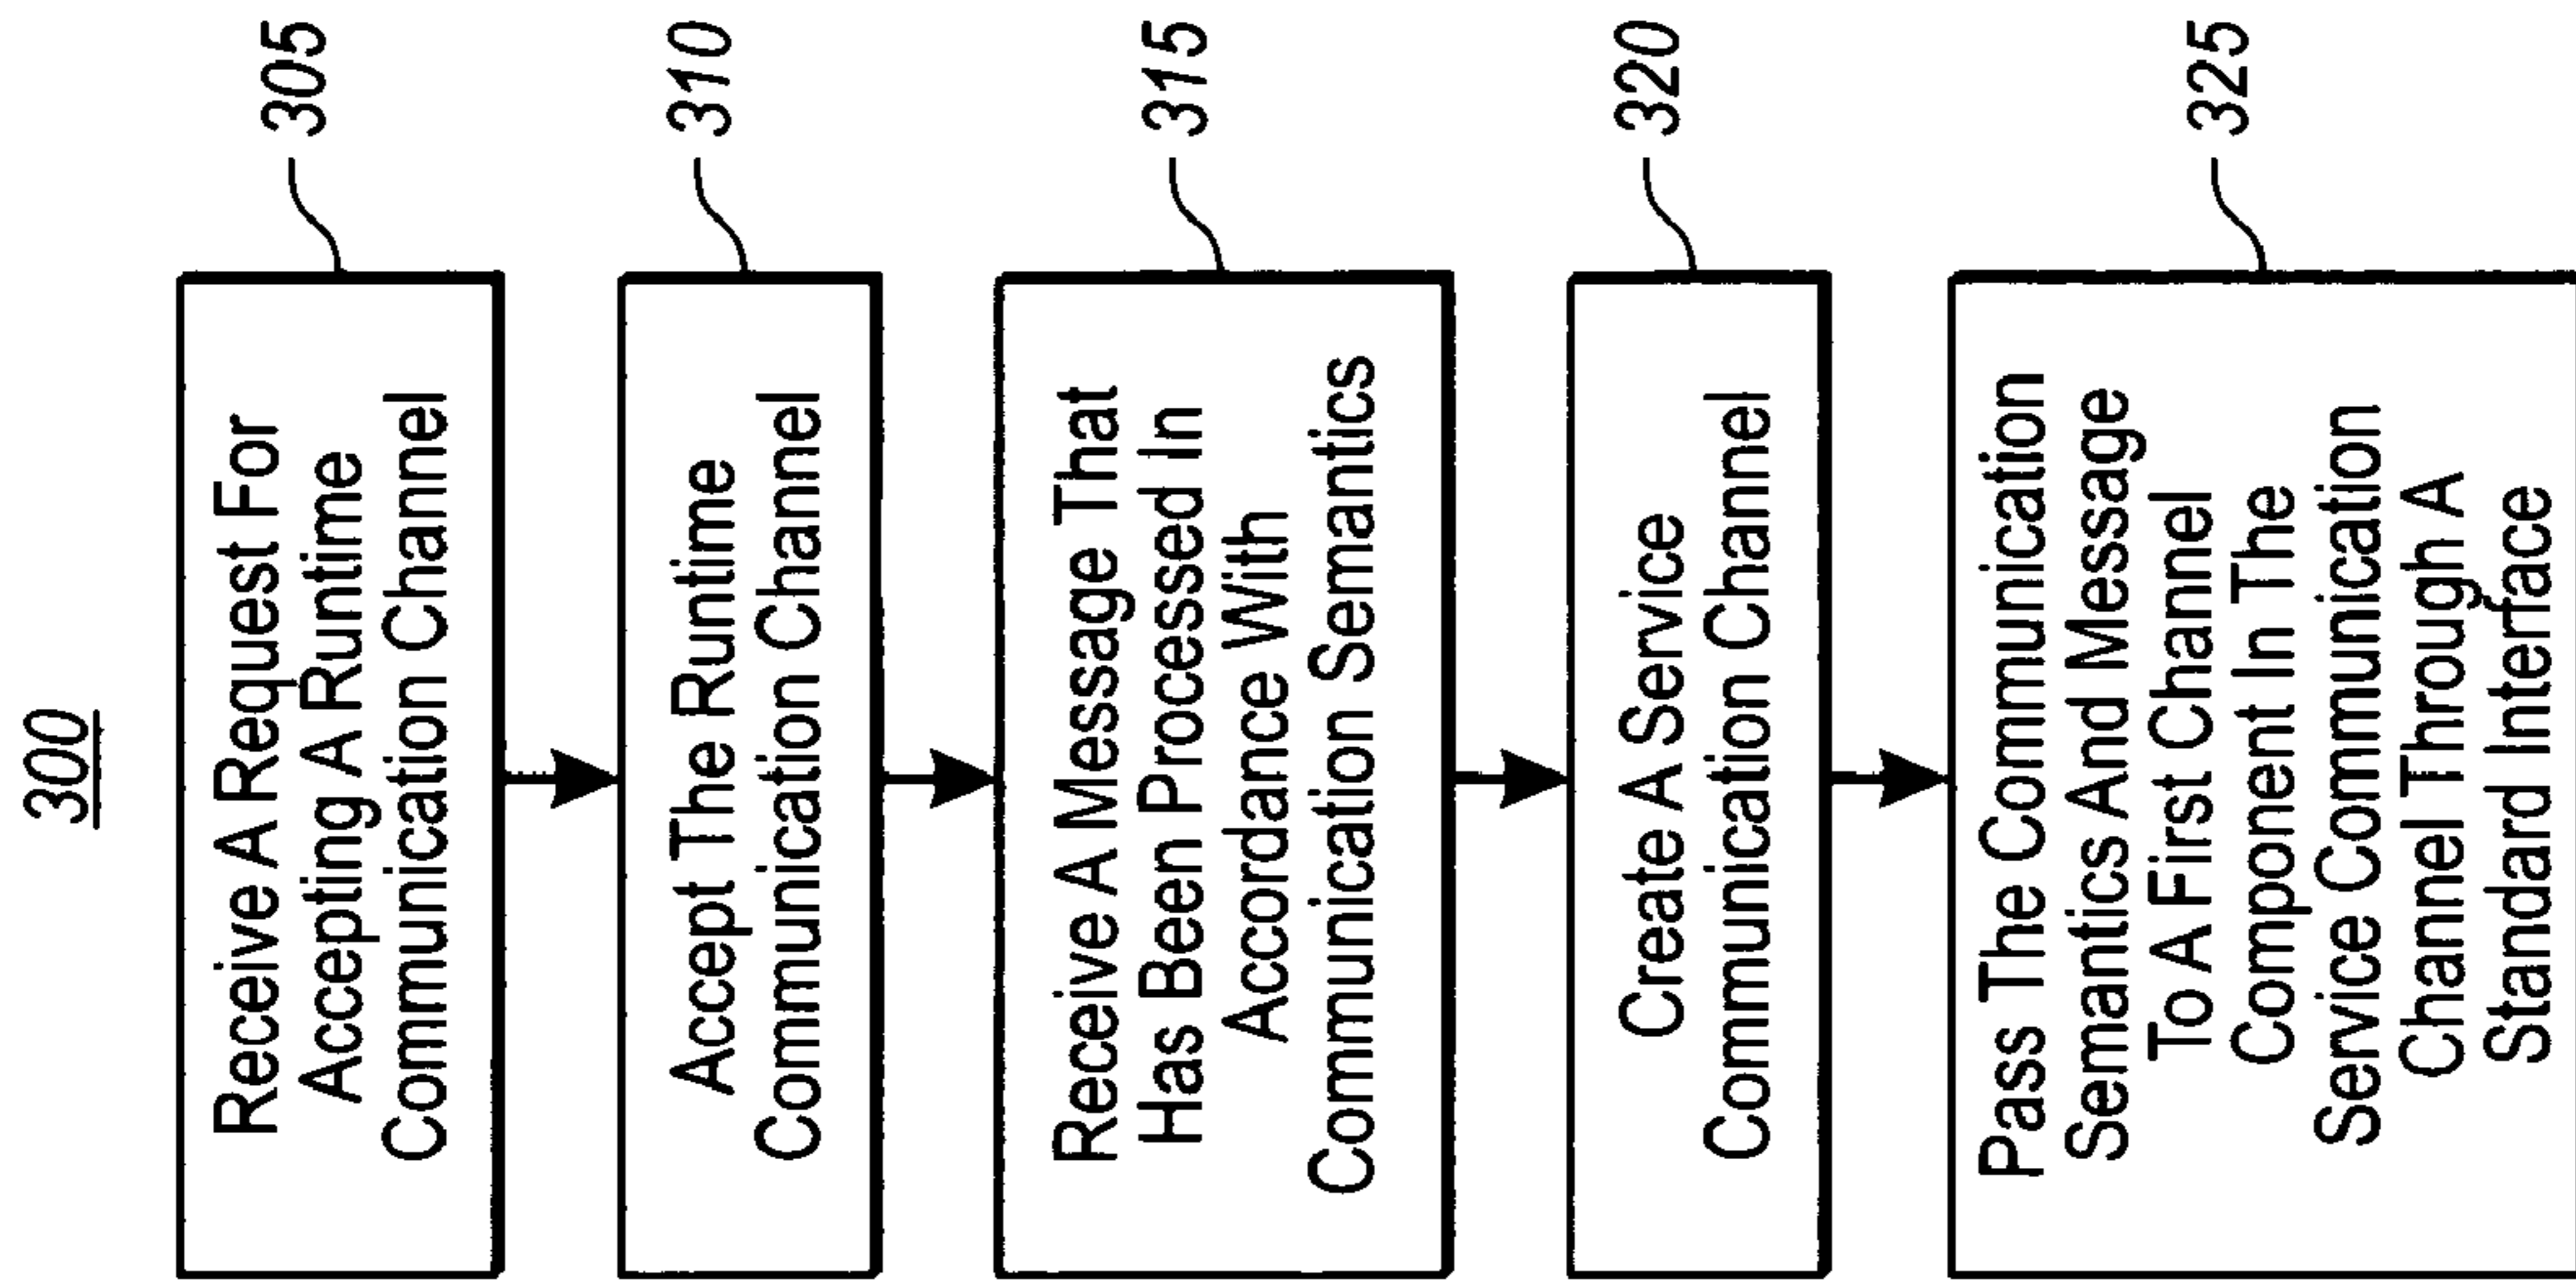 300
Receive A Request For
Accepting A Runtime
Communication Channel
305
Accept The Runtime
Communication Channel
310
Receive A Message That
Has Been Processed In
Accordance With
Communication Semantics
315
Create A Service
Communication Channel
320
Pass The Communication
Semantics And Message
To A First Channel
Component In The
Service Communication
Channel Through A
Standard Interface
325